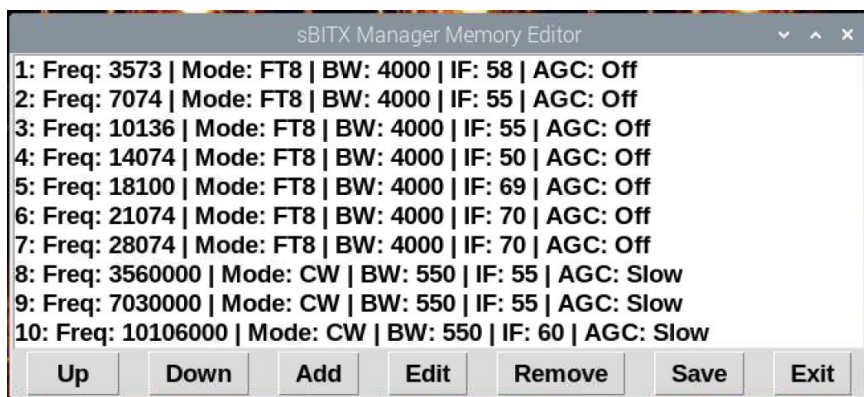 sBITX Manager Memory Editor
1: Freq: 3573 | Mode: FT8 | BW: 4000 | IF: 58 | AGC: Off
2: Freq: 7074 | Mode: FT8 | BW: 4000 | IF: 55 | AGC: Off
3: Freq: 10136 | Mode: FT8 | BW: 4000 | IF: 55 | AGC: Off
4: Freq: 14074 | Mode: FT8 | BW: 4000 | IF: 50 | AGC: Off
5: Freq: 18100 | Mode: FT8 | BW: 4000 | IF: 69 | AGC: Off
6: Freq: 21074 | Mode: FT8 | BW: 4000 | IF: 70 | AGC: Off
7: Freq: 28074 | Mode: FT8 | BW: 4000 | IF: 70 | AGC: Off
8: Freq: 3560000 | Mode: CW | BW: 550 | IF: 55 | AGC: Slow
9: Freq: 7030000 | Mode: CW | BW: 550 | IF: 55 | AGC: Slow
10: Freq: 10106000 | Mode: CW | BW: 550 | IF: 60 | AGC: Slow
Up Down Add Edit Remove Save Exit